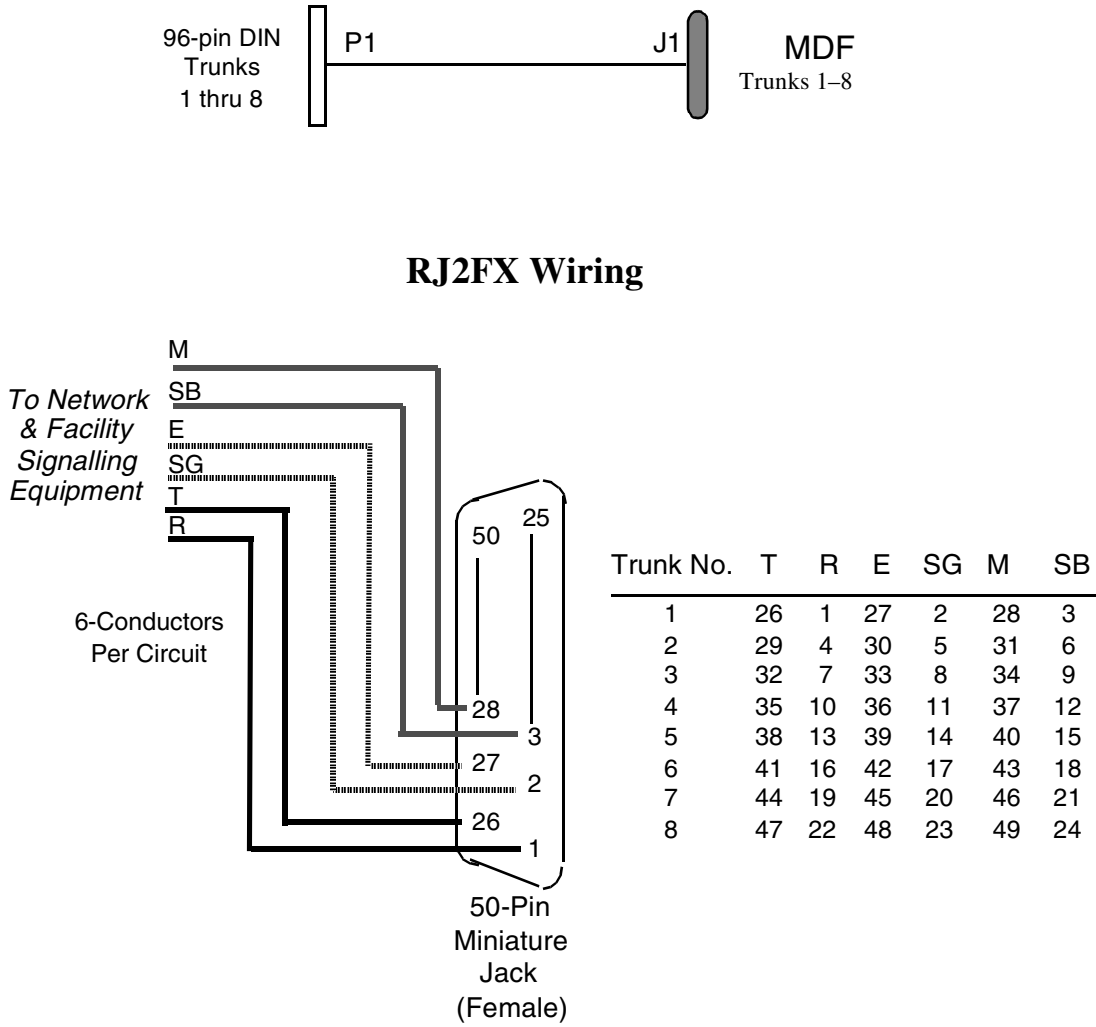 96-pin DIN
Trunks
1 thru 8
P1
J1
MDF
Trunks 1–8
RJ2FX Wiring
M
SB
E
SG
T
R
To Network
& Facility
Signalling
Equipment
6-Conductors
Per Circuit
50
25
28
3
27
2
26
1
50-Pin
Miniature
Jack
(Female)
Trunk No. T R E SG M SB
1 26 1 27 2 28 3
2 29 4 30 5 31 6
3 32 7 33 8 34 9
4 35 10 36 11 37 12
5 38 13 39 14 40 15
6 41 16 42 17 43 18
7 44 19 45 20 46 21
8 47 22 48 23 49 24